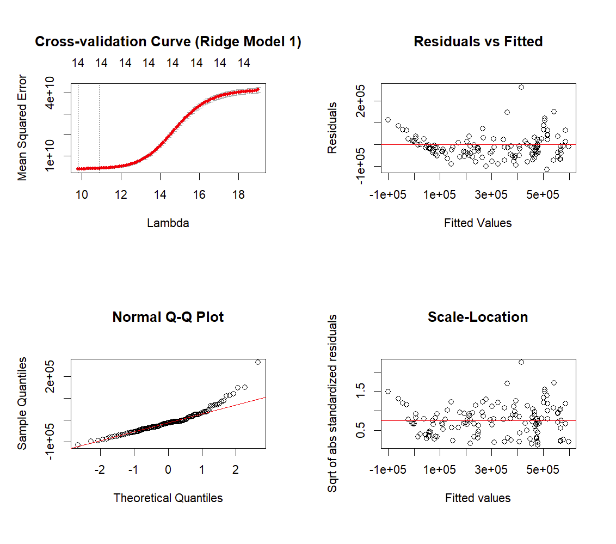 Cross-validation Curve (Ridge Model 1)
14 14 14 14 14 14 14 14
Mean Squared Error
1e+10 4e+10
10 12 14 16 18
Lambda
Residuals vs Fitted
Residuals
-1e+05 2e+05
-1e+05 1e+05 3e+05 5e+05
Fitted Values
Normal Q-Q Plot
Sample Quantiles
-1e+05 2e+05
-2 -1 0 1 2
Theoretical Quantiles
Scale-Location
Sqrt of abs standardized residuals
0.5 1.5
-1e+05 1e+05 3e+05 5e+05
Fitted values